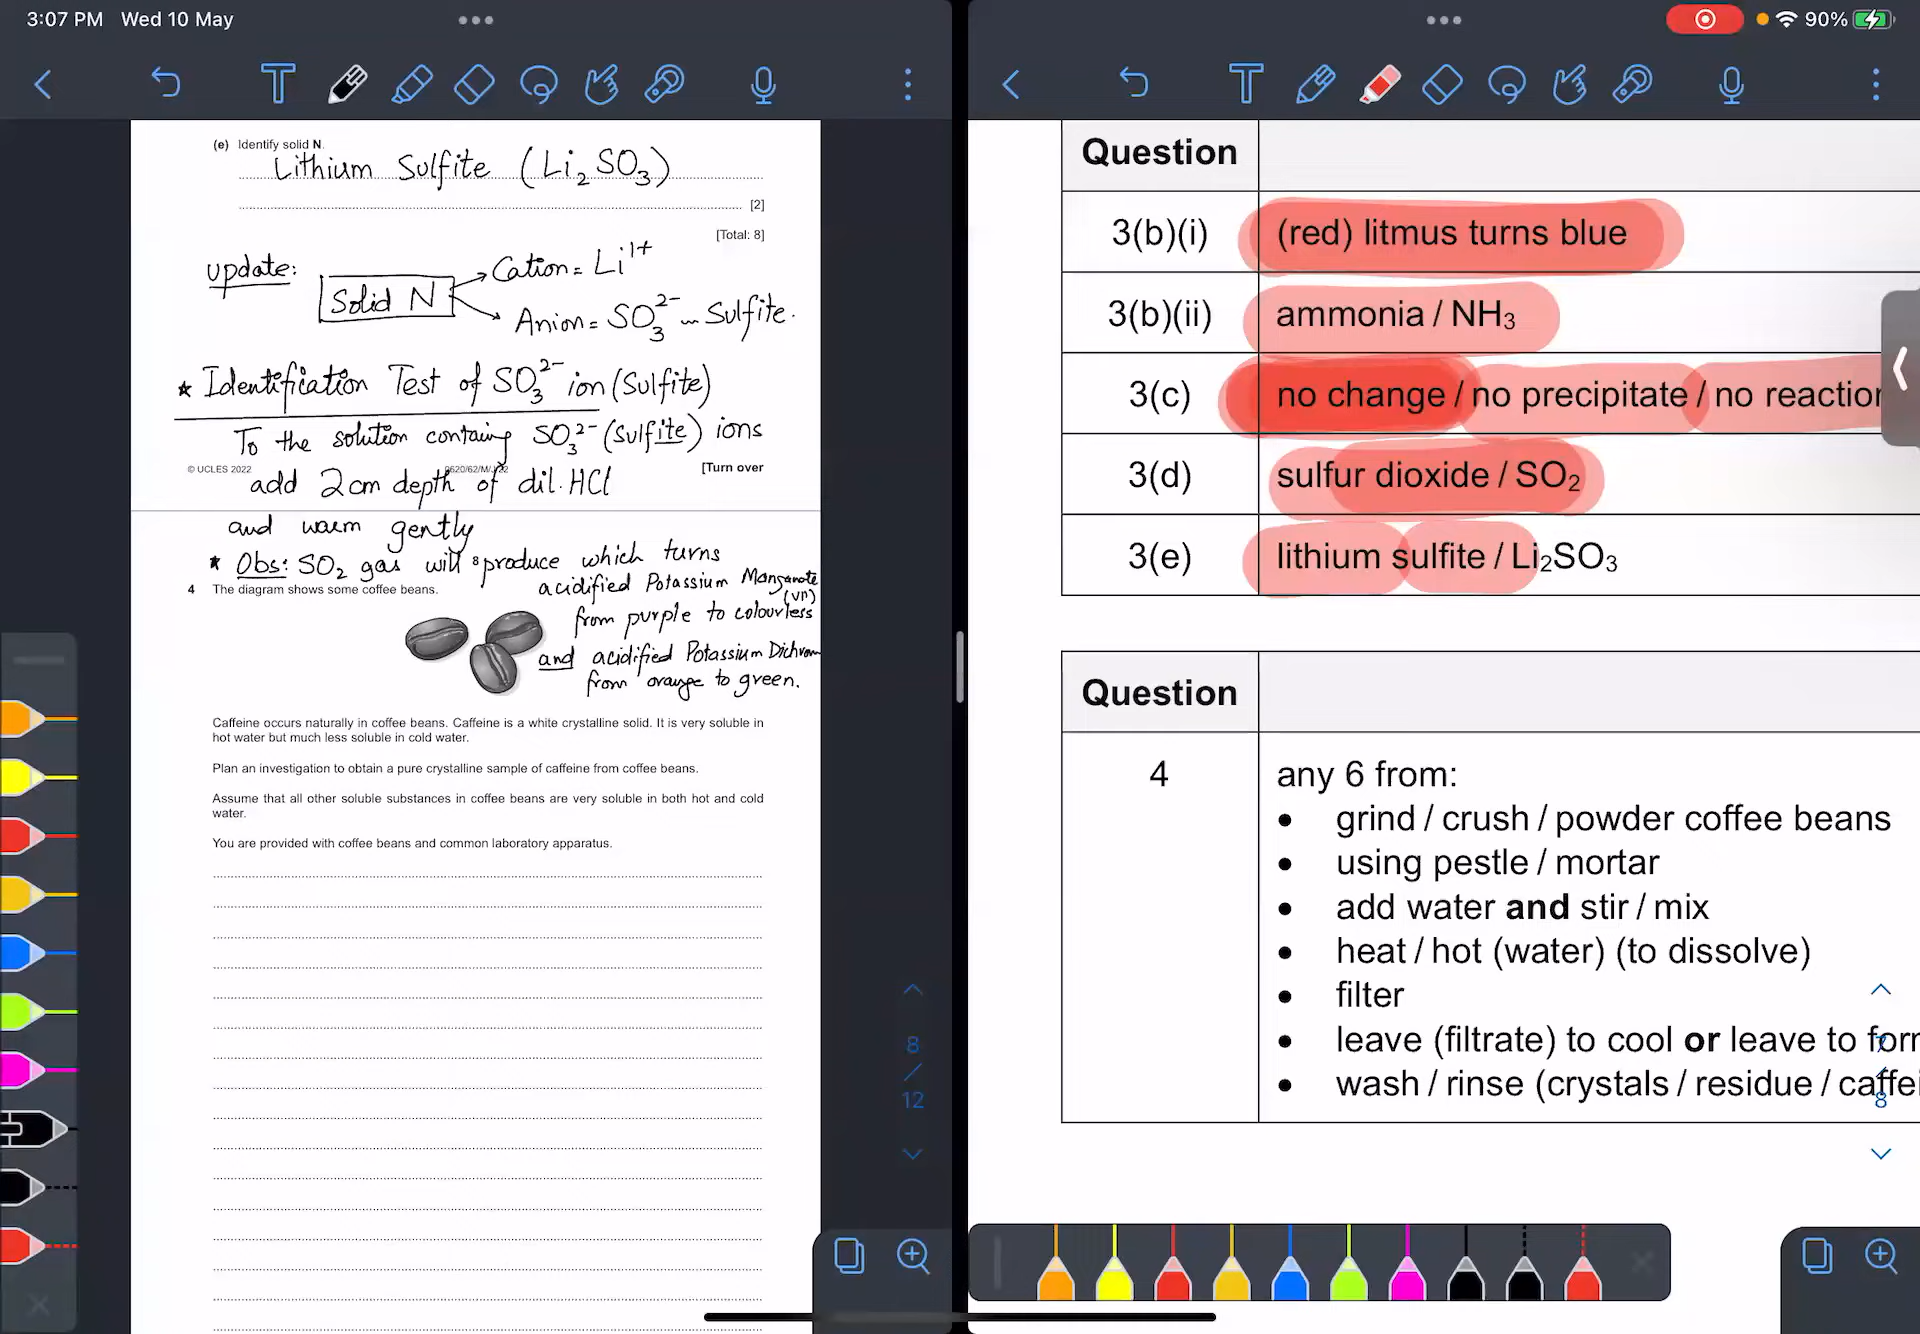 3:07 PM Wed 10 May
90%
(e) Identify solid N.
Lithium Sulfite (Li2SO3)
[2]
[Total: 8]
update:
Solid N
Cation = Li1+
Anion = SO3 2- ~ Sulfite.
* Identification Test of SO3 2- ion (Sulfite)
To the solution containg SO3 2- (Sulfite) ions
© UCLES 2022
[Turn over
add 2cm depth of dil. HCl
and warm gently
* Obs: SO2 gas will produce which turns
8
acidified Potassium Manganate
(VII)
4 The diagram shows some coffee beans.
from purple to colourless
and acidified Potassium Dichrom
from orange to green.
Caffeine occurs naturally in coffee beans. Caffeine is a white crystalline solid. It is very soluble in
hot water but much less soluble in cold water.
Plan an investigation to obtain a pure crystalline sample of caffeine from coffee beans.
Assume that all other soluble substances in coffee beans are very soluble in both hot and cold
water.
You are provided with coffee beans and common laboratory apparatus.
8
/
12
Question
3(b)(i) (red) litmus turns blue
3(b)(ii) ammonia / NH3
3(c) no change / no precipitate / no reaction
3(d) sulfur dioxide / SO2
3(e) lithium sulfite / Li2SO3
Question
4 any 6 from:
• grind / crush / powder coffee beans
• using pestle / mortar
• add water and stir / mix
• heat / hot (water) (to dissolve)
• filter
• leave (filtrate) to cool or leave to for
• wash / rinse (crystals / residue / caffei
7
/
8